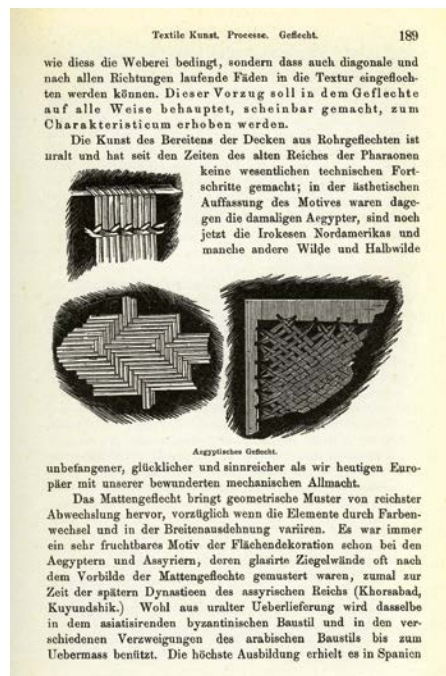 Textile Kunst. Processe. Geflecht. 189
wie diess die Weberei bedingt, sondern dass auch diagonale und
nach allen Richtungen laufende Fäden in die Textur eingefloch-
ten werden können. Dieser Vorzug soll in dem Geflechte
auf alle Weise behauptet, scheinbar gemacht, zum
Charakteristicum erhoben werden.
Die Kunst des Bereitens der Decken aus Rohrgeflechten ist
uralt und hat seit den Zeiten des alten Reiches der Pharaonen
keine wesentlichen technischen Fort-
schritte gemacht; in der ästhetischen
Auffassung des Motives waren dage-
gen die damaligen Aegypter, sind noch
jetzt die Irokesen Nordamerikas und
manche andere Wilde und Halbwilde
Aegyptisches Geflecht.
unbefangener, glücklicher und sinnreicher als wir heutigen Euro-
päer mit unserer bewunderten mechanischen Allmacht.
Das Mattengeflecht bringt geometrische Muster von reichster
Abwechslung hervor, vorzüglich wenn die Elemente durch Farben-
wechsel und in der Breitenausdehnung variiren. Es war immer
ein sehr fruchtbares Motiv der Flächendekoration schon bei den
Aegyptern und Assyriern, deren glasirte Ziegelwände oft nach
dem Vorbilde der Mattengeflechte gemustert waren, zumal zur
Zeit der spätern Dynastieen des assyrischen Reichs (Khorsabad,
Kuyundshik.) Wohl aus uralter Ueberlieferung wird dasselbe
in dem asiatisirenden byzantinischen Baustil und in den ver-
schiedenen Verzweigungen des arabischen Baustils bis zum
Uebermass benützt. Die höchste Ausbildung erhielt es in Spanien